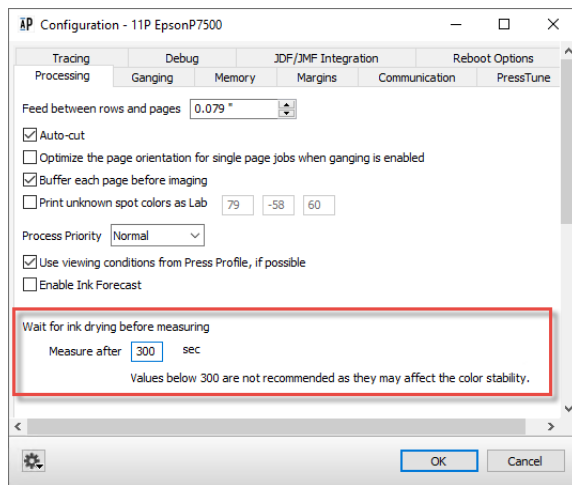 AP Configuration - 11P EpsonP7500
Tracing Debug JDF/JMF Integration Reboot Options
Processing Ganging Memory Margins Communication PressTune
Feed between rows and pages 0.079 "
Auto-cut
Optimize the page orientation for single page jobs when ganging is enabled
Buffer each page before imaging
Print unknown spot colors as Lab 79 -58 60
Process Priority Normal
Use viewing conditions from Press Profile, if possible
Enable Ink Forecast
Wait for ink drying before measuring
Measure after 300 sec
Values below 300 are not recommended as they may affect the color stability.
OK Cancel